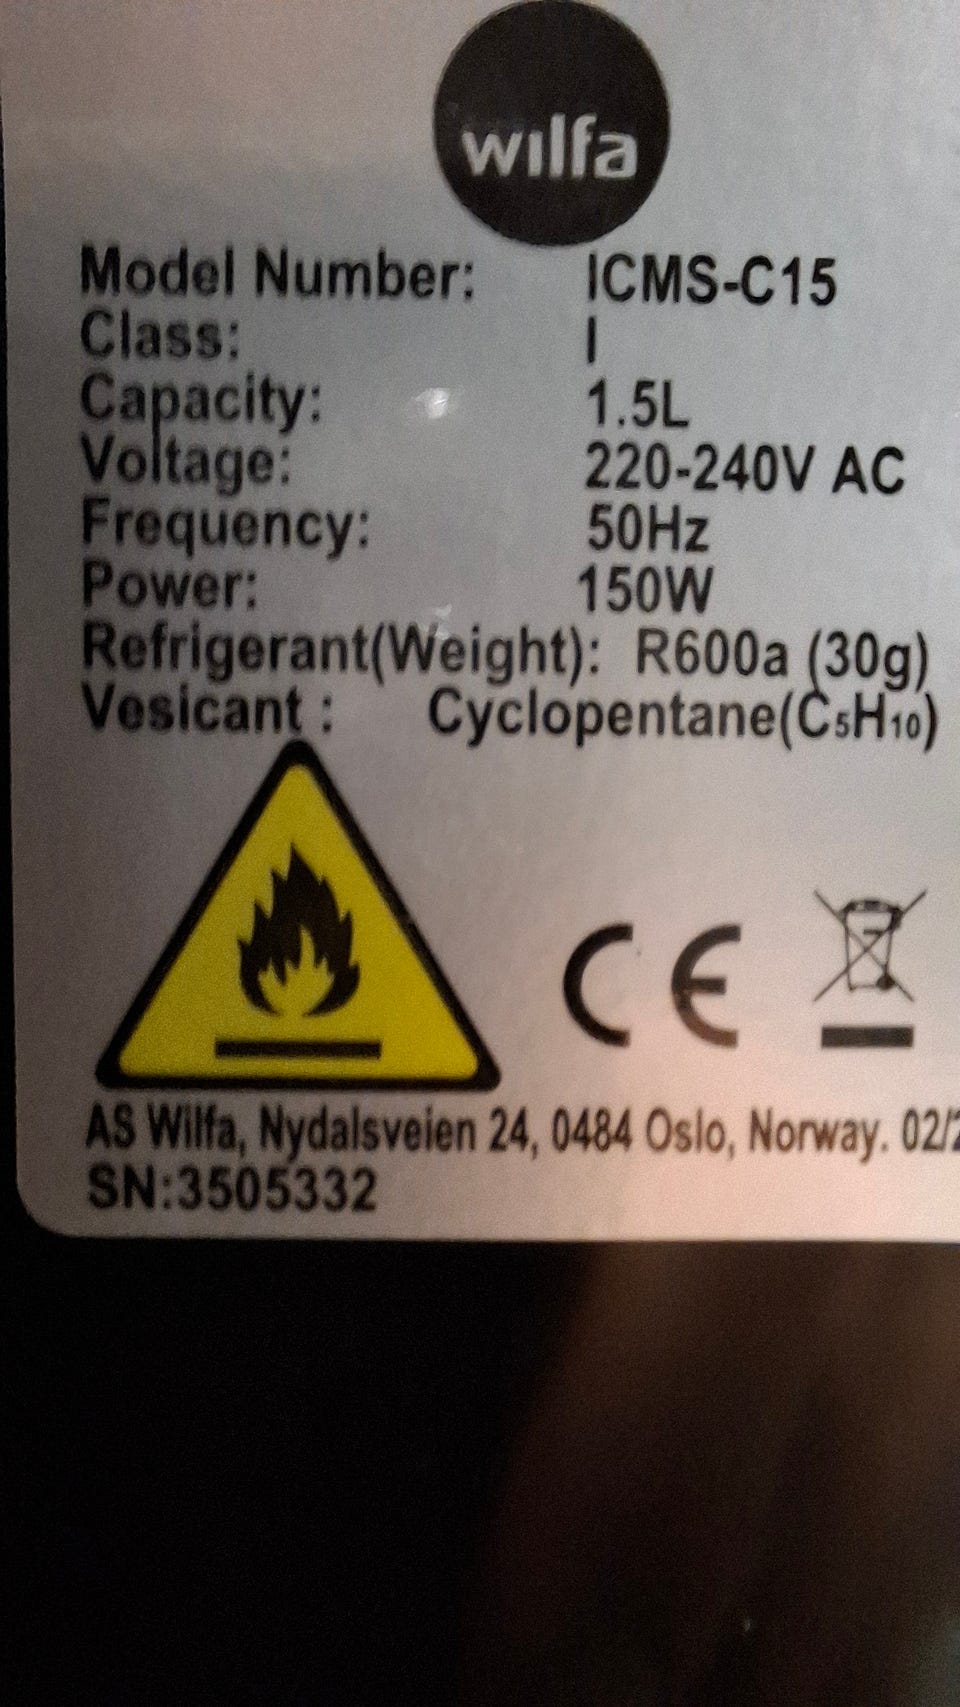 wilfa
Model Number: ICMS-C15
Class: I
Capacity: 1.5L
Voltage: 220-240V AC
Frequency: 50Hz
Power: 150W
Refrigerant(Weight): R600a (30g)
Vesicant : Cyclopentane(C₅H₁₀)
CE
AS Wilfa, Nydalsveien 24, 0484 Oslo, Norway. 02/
SN:3505332